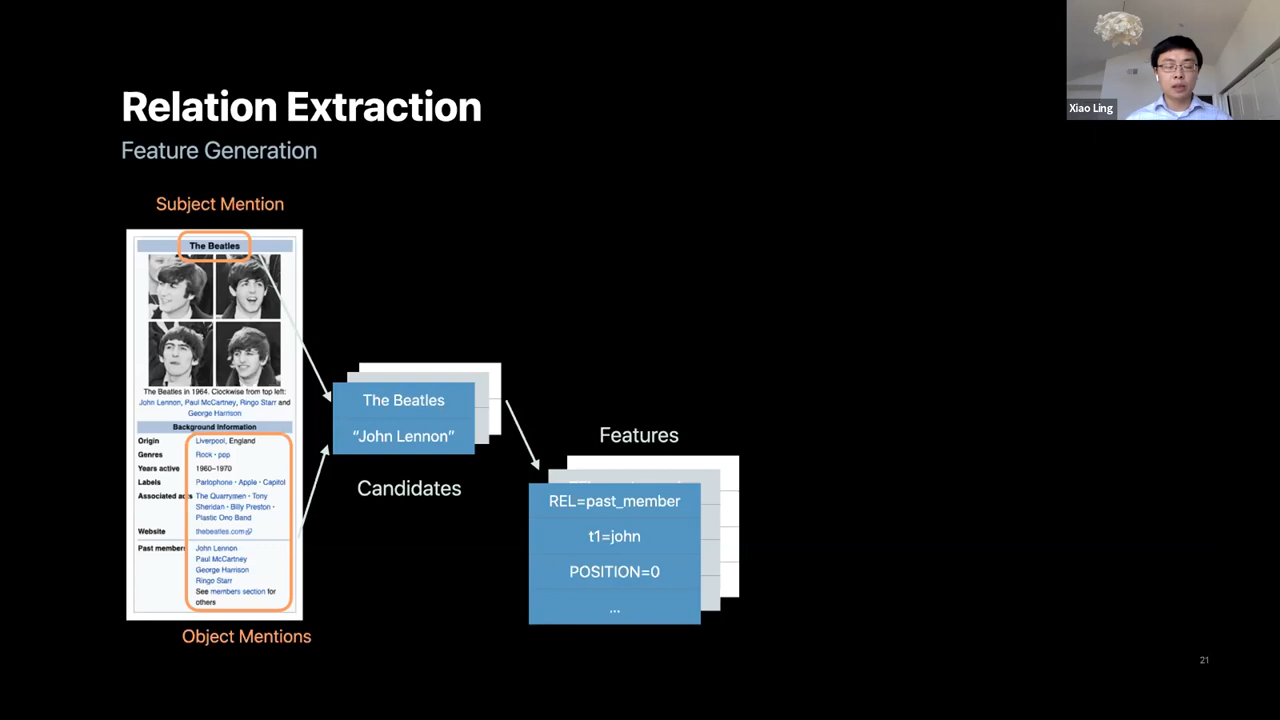 Relation Extraction
Feature Generation
Xiao Ling
Subject Mention
The Beatles
The Beatles in 1964. Clockwise from top left:
John Lennon, Paul McCartney, Ringo Starr and
George Harrison
Background information
Origin Liverpool, England
Genres Rock · pop
Years active 1960–1970
Labels Parlophone · Apple · Capitol
Associated acts The Quarrymen · Tony
Sheridan · Billy Preston ·
Plastic Ono Band
Website thebeatles.com
Past members John Lennon
Paul McCartney
George Harrison
Ringo Starr
See members section for
others
Object Mentions
The Beatles
“John Lennon”
Candidates
Features
REL=past_member
t1=john
POSITION=0
...
21